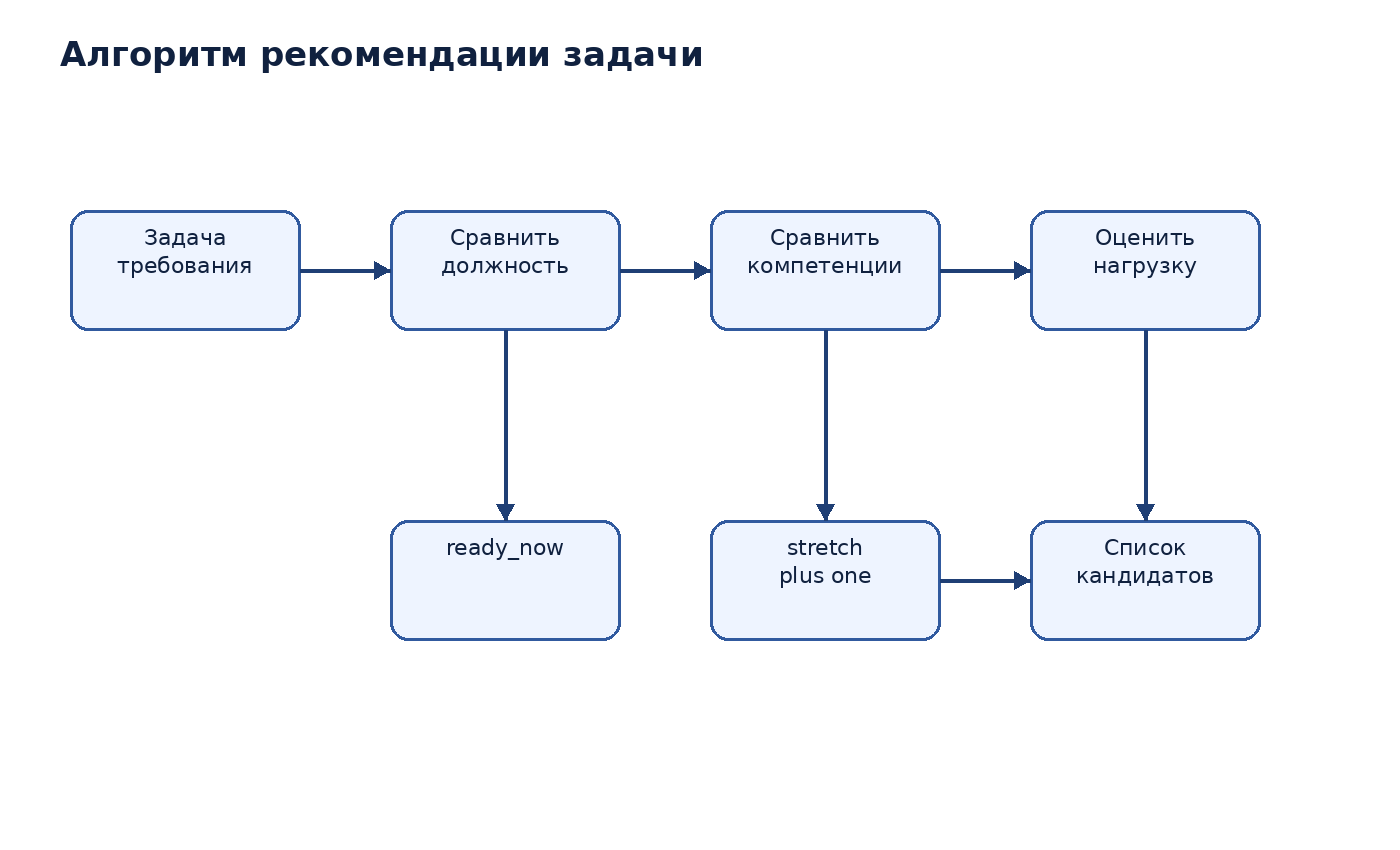 Алгоритм рекомендации задачи
Задача
требования
Сравнить
должность
Сравнить
компетенции
Оценить
нагрузку
ready_now
stretch
plus one
Список
кандидатов